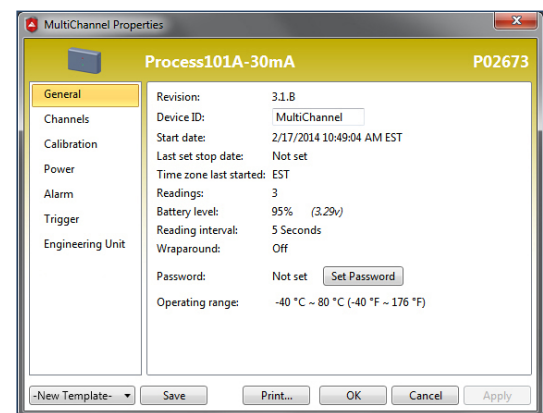 MultiChannel Properties
Process101A-30mA P02673
General
Channels
Calibration
Power
Alarm
Trigger
Engineering Unit
Revision: 3.1.B
Device ID: MultiChannel
Start date: 2/17/2014 10:49:04 AM EST
Last set stop date: Not set
Time zone last started: EST
Readings: 3
Battery level: 95% (3.29v)
Reading interval: 5 Seconds
Wraparound: Off
Password: Not set Set Password
Operating range: -40 °C ~ 80 °C (-40 °F ~ 176 °F)
-New Template- Save Print... OK Cancel Apply